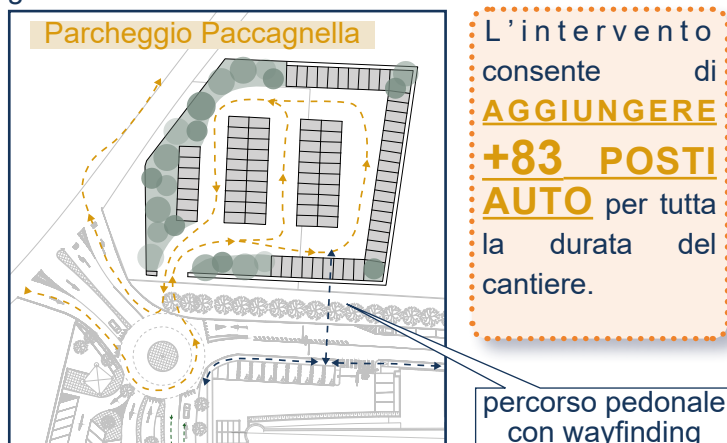 Parcheggio Paccagnella
L'intervento
consente di
AGGIUNGERE
+83 POSTI
AUTO per tutta
la durata del
cantiere.
percorso pedonale
con wayfinding